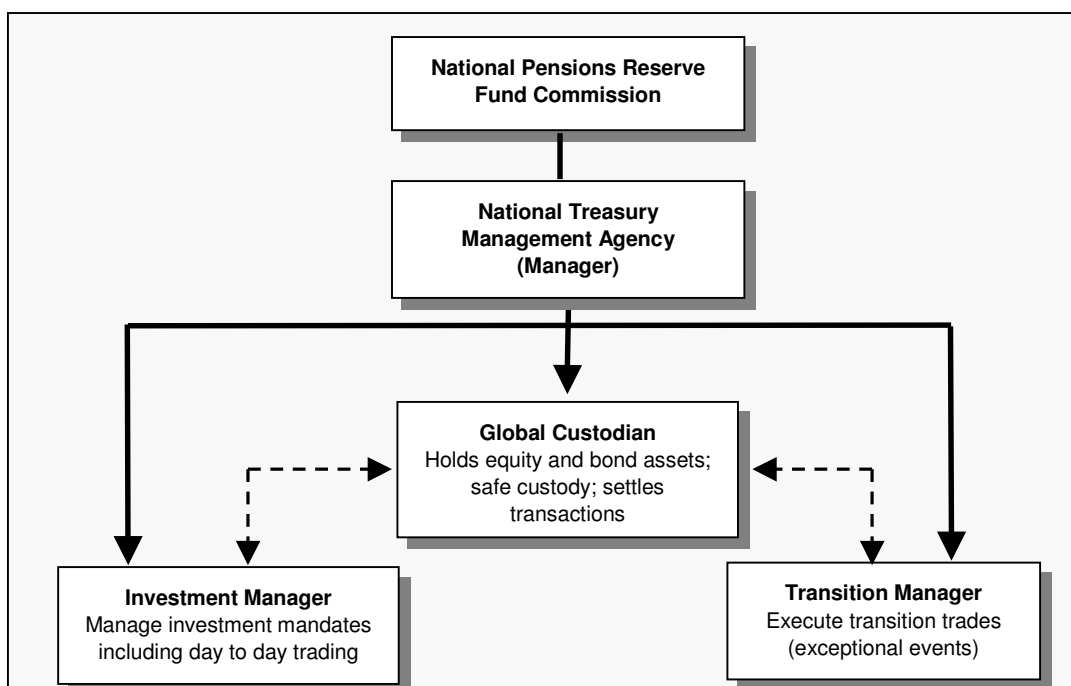 National Pensions Reserve
Fund Commission
National Treasury
Management Agency
(Manager)
Global Custodian
Holds equity and bond assets;
safe custody; settles
transactions
Investment Manager
Manage investment mandates
including day to day trading
Transition Manager
Execute transition trades
(exceptional events)